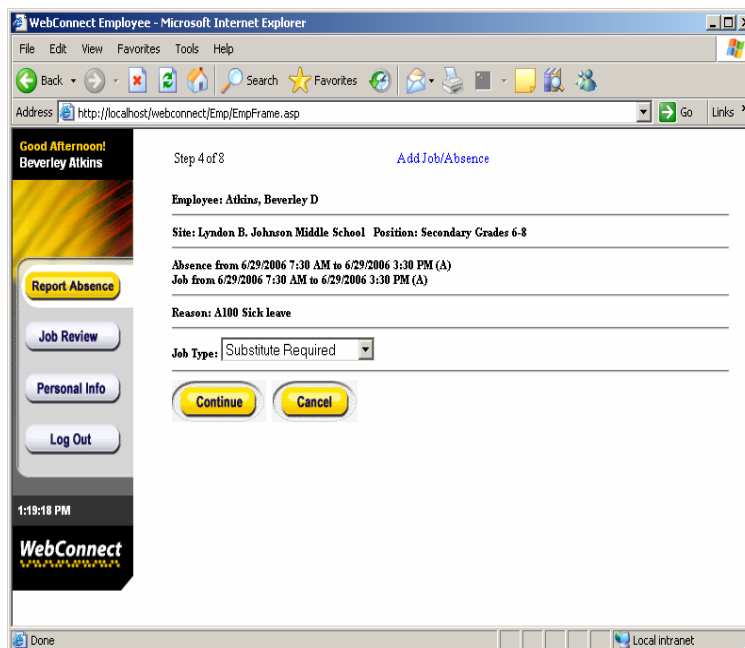 WebConnect Employee - Microsoft Internet Explorer
File Edit View Favorites Tools Help
Back Search Favorites
Address http://localhost/webconnect/Emp/EmpFrame.asp Go Links
Good Afternoon!
Beverley Atkins
Step 4 of 8 Add Job/Absence
Employee: Atkins, Beverley D
Site: Lyndon B. Johnson Middle School Position: Secondary Grades 6-8
Absence from 6/29/2006 7:30 AM to 6/29/2006 3:30 PM (A)
Job from 6/29/2006 7:30 AM to 6/29/2006 3:30 PM (A)
Reason: A100 Sick leave
Job Type: Substitute Required
Continue Cancel
Report Absence
Job Review
Personal Info
Log Out
1:19:18 PM
WebConnect
Done Local intranet